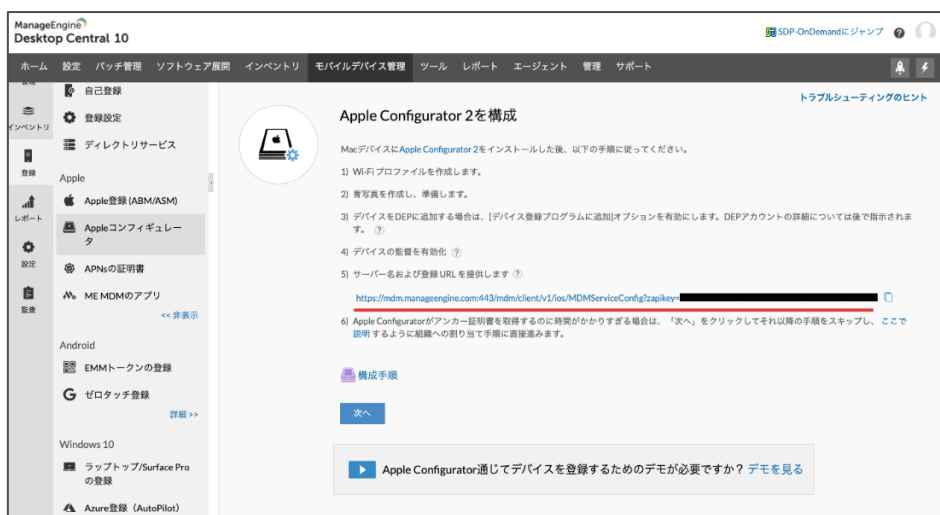 ManageEngine
Desktop Central 10
SDP-OnDemandにジャンプ
ホーム 設定 パッチ管理 ソフトウェア展開 インベントリ モバイルデバイス管理 ツール レポート エージェント 管理 サポート
インベントリ
登録
レポート
設定
監査
自己登録
登録設定
ディレクトリサービス
Apple
Apple登録 (ABM/ASM)
Appleコンフィギュレー
タ
APNsの証明書
ME MDMのアプリ
<< 非表示
Android
EMMトークンの登録
ゼロタッチ登録
詳細 >>
Windows 10
ラップトップ/Surface Pro
の登録
Azure登録（AutoPilot）
トラブルシューティングのヒント
Apple Configurator 2を構成
MacデバイスにApple Configurator 2をインストールした後、以下の手順に従ってください。
1) Wi-Fi プロファイルを作成します。
2) 青写真を作成し、準備します。
3) デバイスをDEPに追加する場合は、[デバイス登録プログラムに追加]オプションを有効にします。DEPアカウントの詳細については後で指示されま
す。 ?
4) デバイスの監督を有効化 ?
5) サーバー名および登録 URL を提供します ?
https://mdm.manageengine.com:443/mdm/client/v1/ios/MDMServiceConfig?zapikey=
6) Apple Configuratorがアンカー証明書を取得するのに時間がかかりすぎる場合は、「次へ」をクリックしてそれ以降の手順をスキップし、 ここで
説明 するように組織への割り当て手順に直接進みます。
構成手順
次へ
Apple Configurator通じてデバイスを登録するためのデモが必要ですか？ デモを見る